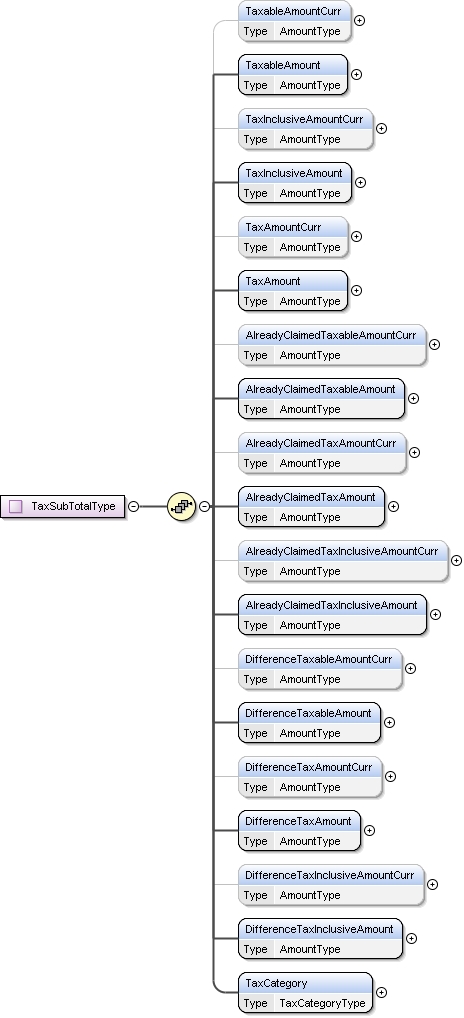 TaxableAmountCurr
Type AmountType
TaxableAmount
Type AmountType
TaxInclusiveAmountCurr
Type AmountType
TaxInclusiveAmount
Type AmountType
TaxAmountCurr
Type AmountType
TaxAmount
Type AmountType
AlreadyClaimedTaxableAmountCurr
Type AmountType
AlreadyClaimedTaxableAmount
Type AmountType
AlreadyClaimedTaxAmountCurr
Type AmountType
TaxSubTotalType
AlreadyClaimedTaxAmount
Type AmountType
AlreadyClaimedTaxInclusiveAmountCurr
Type AmountType
AlreadyClaimedTaxInclusiveAmount
Type AmountType
DifferenceTaxableAmountCurr
Type AmountType
DifferenceTaxableAmount
Type AmountType
DifferenceTaxAmountCurr
Type AmountType
DifferenceTaxAmount
Type AmountType
DifferenceTaxInclusiveAmountCurr
Type AmountType
DifferenceTaxInclusiveAmount
Type AmountType
TaxCategory
Type TaxCategoryType